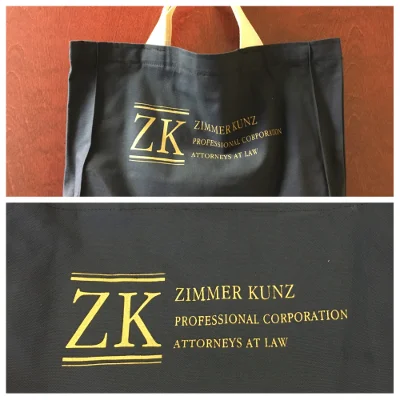 ZK
ZIMMER KUNZ
PROFESSIONAL CORPORATION
ATTORNEYS AT LAW
ZK
ZIMMER KUNZ
PROFESSIONAL CORPORATION
ATTORNEYS AT LAW